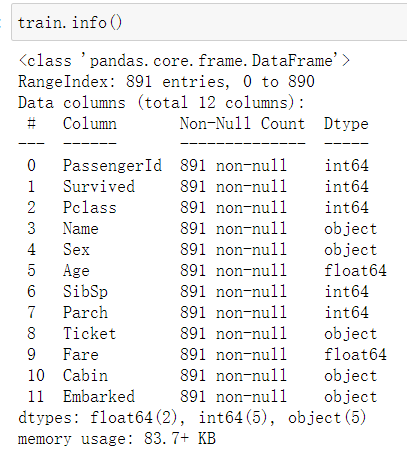 train.info()
<class 'pandas.core.frame.DataFrame'>
RangeIndex: 891 entries, 0 to 890
Data columns (total 12 columns):
 #   Column       Non-Null Count  Dtype
---  ------       --------------  -----
 0   PassengerId  891 non-null    int64
 1   Survived     891 non-null    int64
 2   Pclass       891 non-null    int64
 3   Name         891 non-null    object
 4   Sex          891 non-null    object
 5   Age          891 non-null    float64
 6   SibSp        891 non-null    int64
 7   Parch        891 non-null    int64
 8   Ticket       891 non-null    object
 9   Fare         891 non-null    float64
 10  Cabin        891 non-null    object
 11  Embarked     891 non-null    object
dtypes: float64(2), int64(5), object(5)
memory usage: 83.7+ KB